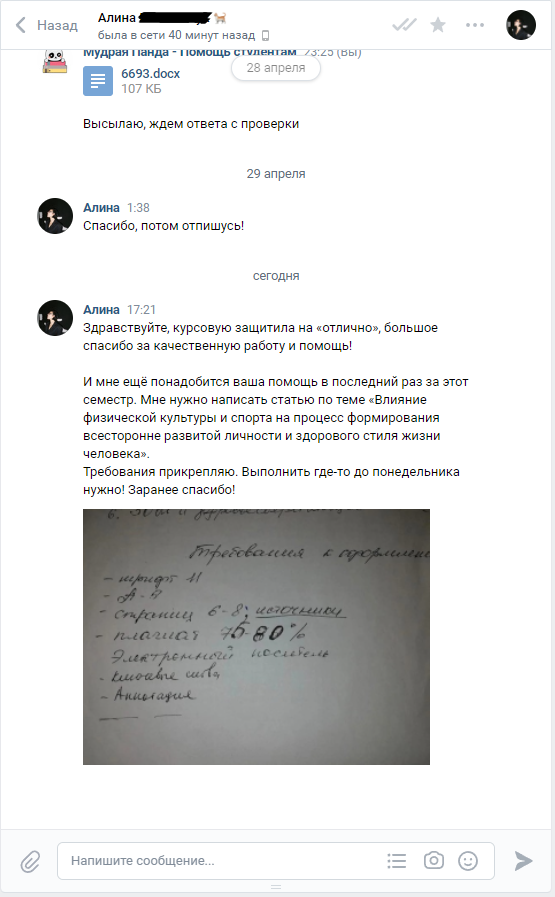 Назад
Алина
была в сети 40 минут назад
Мудрая Панда - Помощь студентам 23:25 (Вы)
28 апреля
6693.docx
107 КБ
Высылаю, ждем ответа с проверки
29 апреля
Алина 1:38
Спасибо, потом отпишусь!
сегодня
Алина 17:21
Здравствуйте, курсовую защитила на «отлично», большое
спасибо за качественную работу и помощь!
И мне ещё понадобится ваша помощь в последний раз за этот
семестр. Мне нужно написать статью по теме «Влияние
физической культуры и спорта на процесс формирования
всесторонне развитой личности и здорового стиля жизни
человека».
Требования прикрепляю. Выполнить где-то до понедельника
нужно! Заранее спасибо!
Требования к оформлен
- шрифт
- страниц 6-8; источники
- плагиат 75-80%
Электронный носитель
- Ключевые слова
- Аннотация
Напишите сообщение...